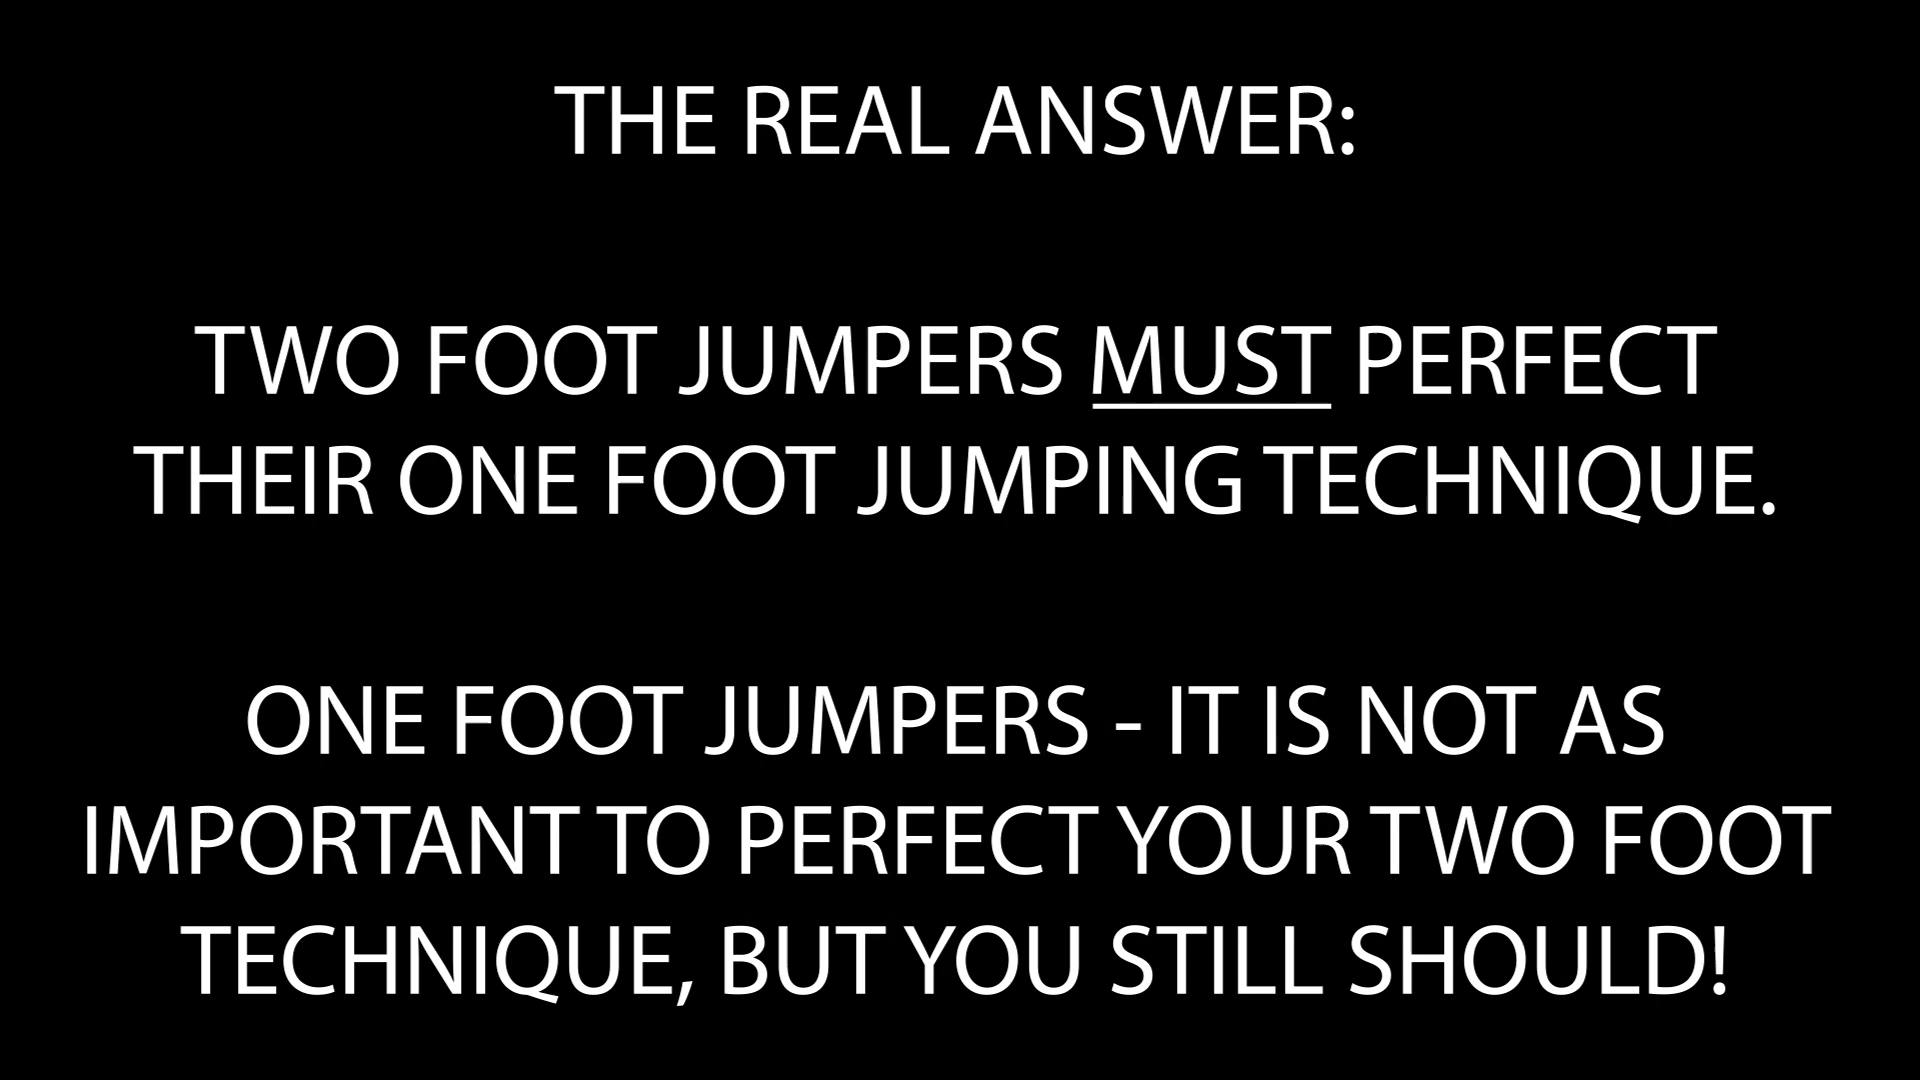 THE REAL ANSWER:
TWO FOOT JUMPERS MUST PERFECT
THEIR ONE FOOT JUMPING TECHNIQUE.
ONE FOOT JUMPERS - IT IS NOT AS
IMPORTANT TO PERFECT YOUR TWO FOOT
TECHNIQUE, BUT YOU STILL SHOULD!